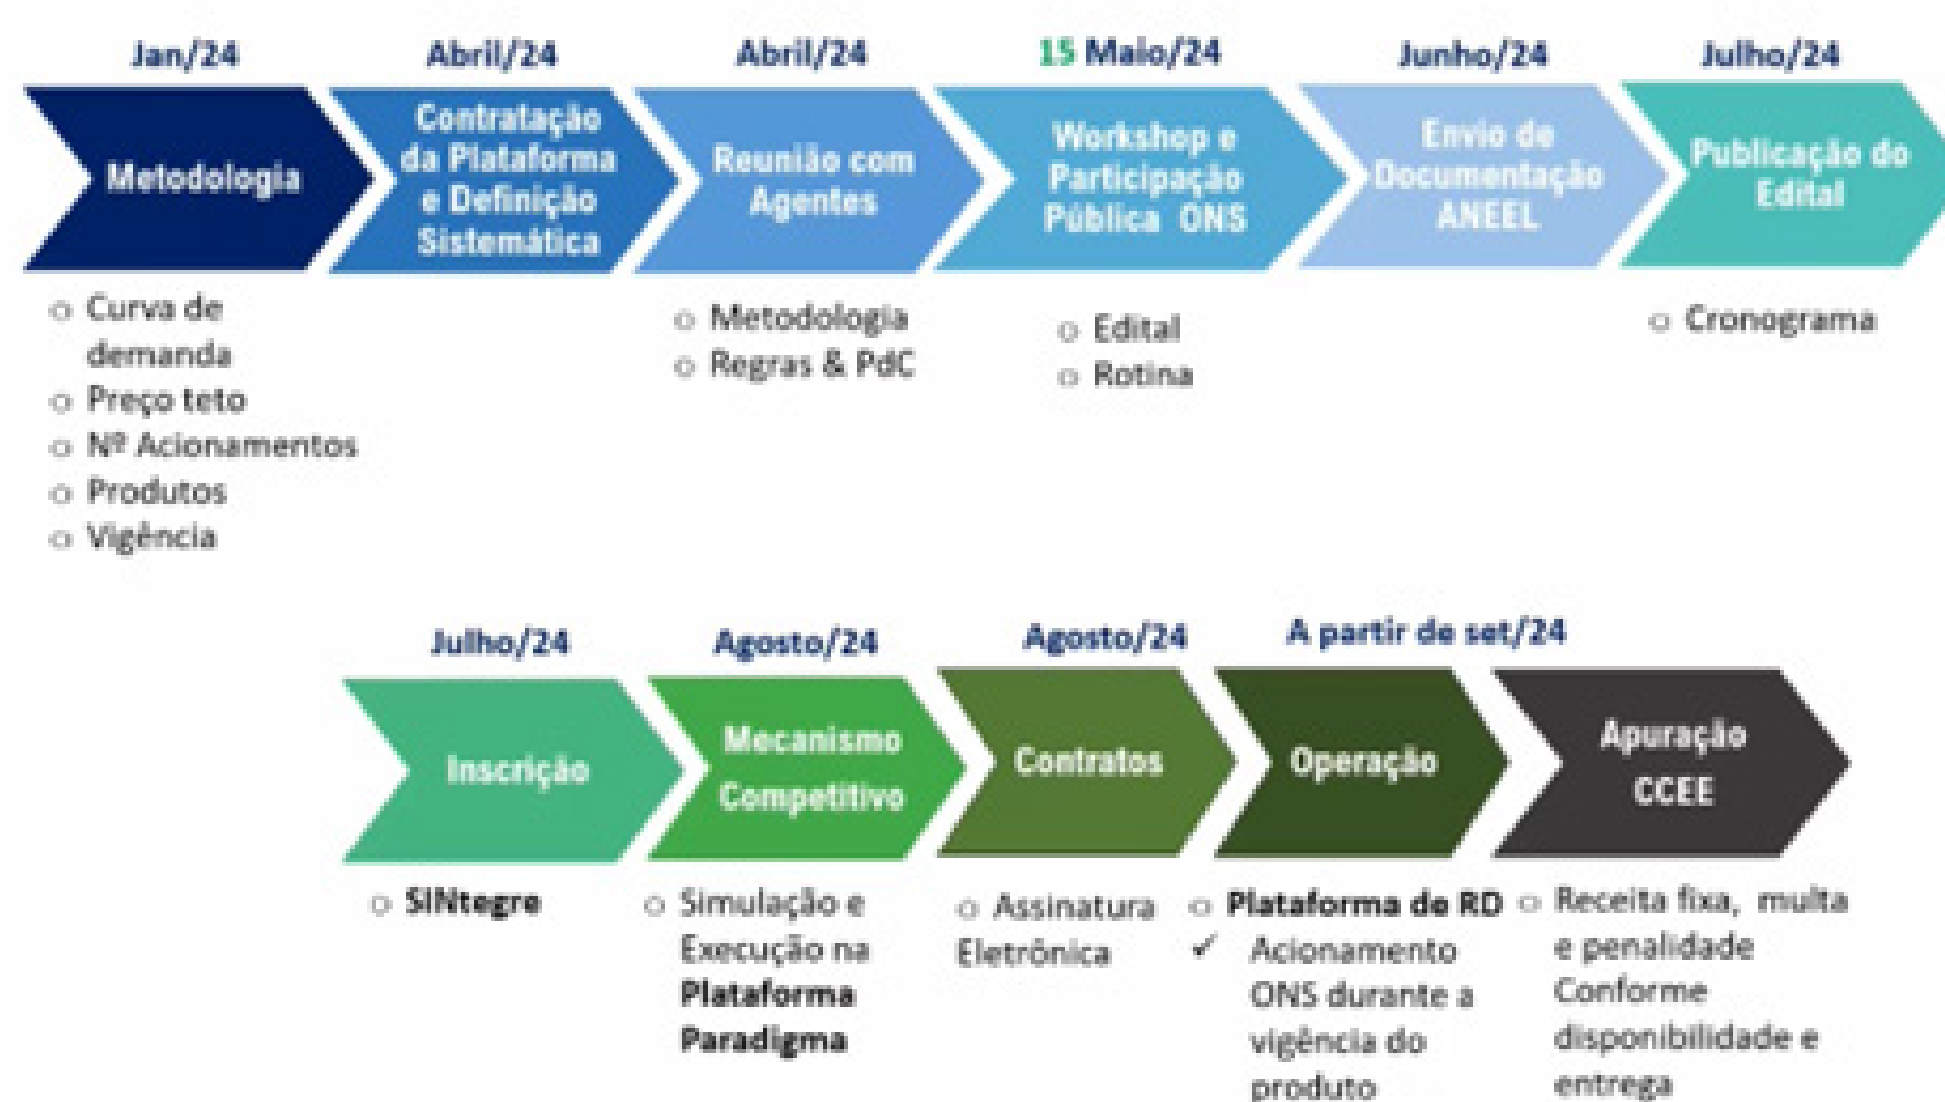 Jan/24
Metodologia
o Curva de
demanda
o Preço teto
o Nº Acionamentos
o Produtos
o Vigência
Abril/24
Contratação
da Plataforma
e Definição
Sistemática
Abril/24
Reunião com
Agentes
o Metodologia
o Regras & PdC
15 Maio/24
Workshop e
Participação
Pública ONS
o Edital
o Rotina
Junho/24
Envio de
Documentação
ANEEL
Julho/24
Publicação do
Edital
o Cronograma
Julho/24
Inscrição
o SINtegre
Agosto/24
Mecanismo
Competitivo
o Simulação e
Execução na
Plataforma
Paradigma
Agosto/24
Contratos
o Assinatura
Eletrônica
A partir de set/24
Operação
o Plataforma de RD
✓ Acionamento
ONS durante a
vigência do
produto
Apuração
CCEE
o Receita fixa, multa
e penalidade
Conforme
disponibilidade e
entrega